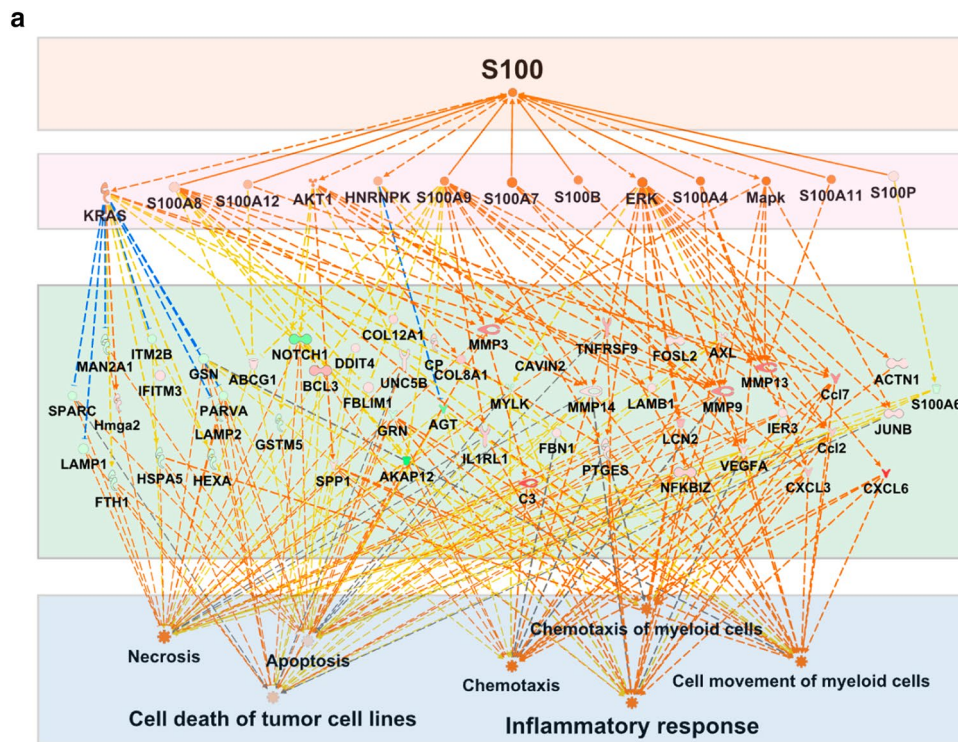 a
S100
KRAS
S100A8
S100A12
AKT1
HNRNPK
S100A9
S100A7
S100B
ERK
S100A4
Mapk
S100A11
S100P
COL12A1
MMP3
TNFRSF9
NOTCH1
DDIT4
CP
CAVIN2
FOSL2
AXL
MAN2A1
ITM2B
GSN
ABCG1
BCL3
UNC5B
COL8A1
MMP13
ACTN1
IFITM3
FBLIM1
MYLK
MMP14
LAMB1
MMP9
Ccl7
S100A6
SPARC
Hmga2
PARVA
LAMP2
GSTM5
GRN
AGT
IER3
JUNB
LCN2
Ccl2
LAMP1
HSPA5
HEXA
SPP1
AKAP12
IL1RL1
FBN1
PTGES
VEGFA
NFKBIZ
CXCL3
CXCL6
FTH1
C3
Necrosis
Apoptosis
Chemotaxis of myeloid cells
Chemotaxis
Cell movement of myeloid cells
Cell death of tumor cell lines
Inflammatory response